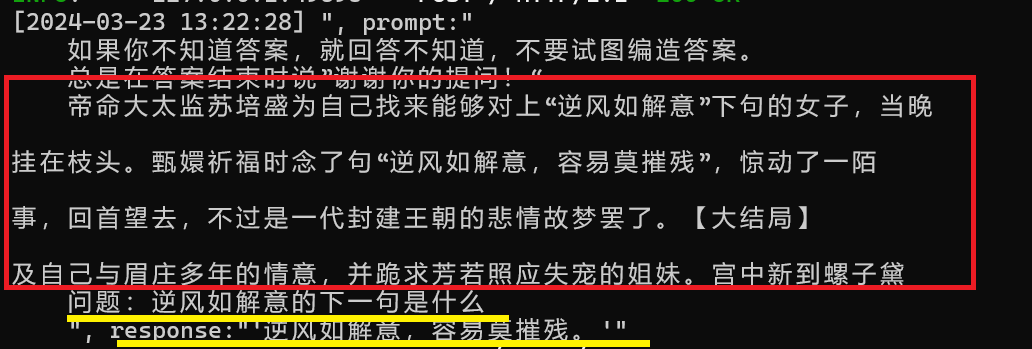 [2024-03-23 13:22:28] ", prompt:"
如果你不知道答案，就回答不知道，不要试图编造答案。
总是在答案结束时说"谢谢你的提问！“
帝命大太监苏培盛为自己找来能够对上“逆风如解意”下句的女子，当晚
挂在枝头。甄嬛祈福时念了句“逆风如解意，容易莫摧残”，惊动了一陌
事，回首望去，不过是一代封建王朝的悲情故梦罢了。【大结局】
及自己与眉庄多年的情意，并跪求芳若照应失宠的姐妹。宫中新到螺子黛
问题：逆风如解意的下一句是什么
", response:"'逆风如解意，容易莫摧残。'"